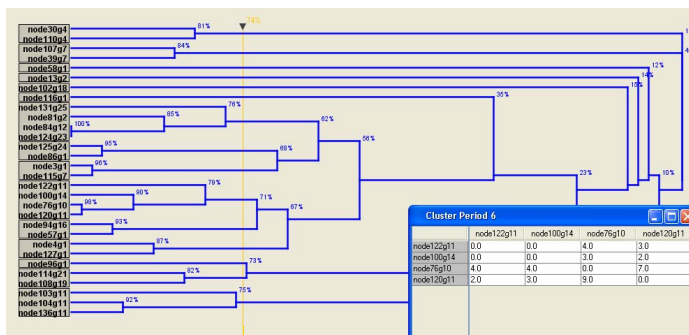 74%
node30g4
81%
node110g4
node107g7
84%
node39g7
node58g1
12%
node13g2
14%
node102g18
15%
node116g1
35%
node131g25
76%
node81g2
85%
62%
node84g12
100%
node124g23
56%
node125g24
95%
68%
node86g1
node3g1
96%
node115g7
23%
10%
node122g11
79%
node100g14
90%
71%
node76g10
98%
67%
node120g11
node94g16
93%
node57g1
node4g1
87%
node127g1
node96g1
73%
node114g21
82%
node108g19
node103g11
75%
node104g11
92%
node136g11
Cluster Period 6
node122g11 node100g14 node76g10 node120g11
node122g11 0.0 0.0 4.0 3.0
node100g14 0.0 0.0 3.0 2.0
node76g10 4.0 4.0 0.0 7.0
node120g11 2.0 3.0 9.0 0.0